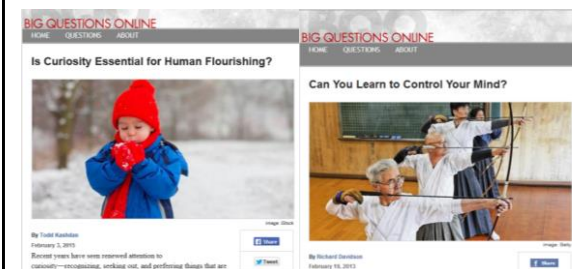 BIG QUESTIONS ONLINE
HOME QUESTIONS ABOUT
Is Curiosity Essential for Human Flourishing?
image: iStock
By Todd Kashdan
February 3, 2015
Recent years have seen renewed attention to
curiosity—recognizing, seeking out, and preferring things that are
Share
Tweet
BIG QUESTIONS ONLINE
HOME QUESTIONS ABOUT
Can You Learn to Control Your Mind?
image: Getty
By Richard Davidson
February 10, 2015
Share